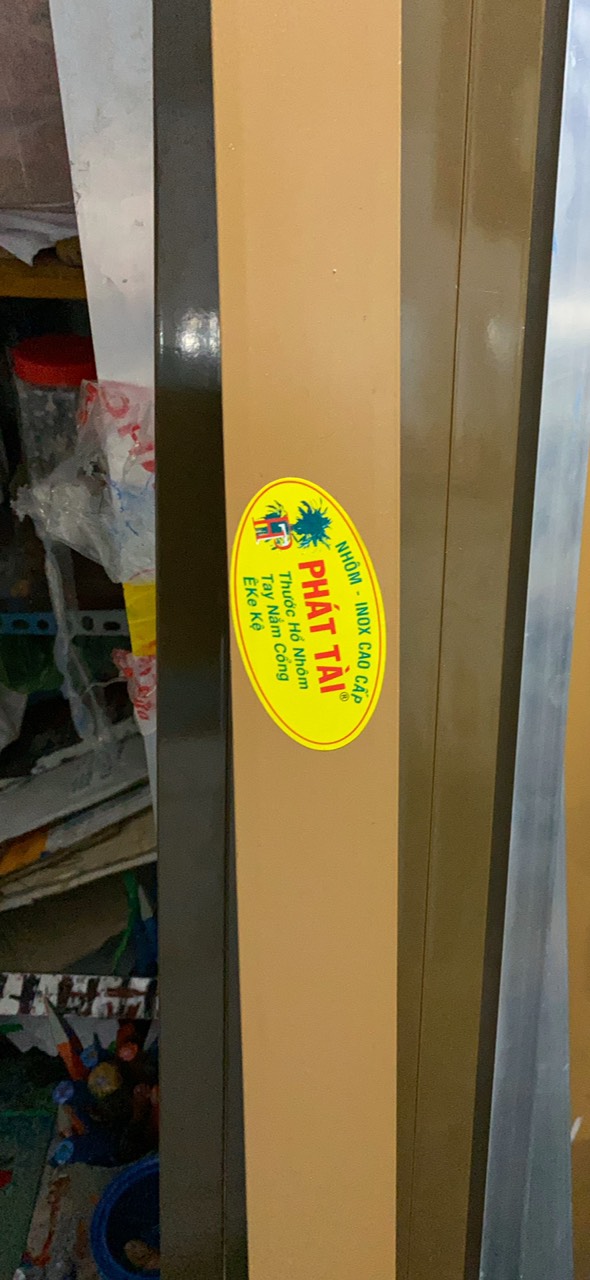 NHÔM - INOX CAO CẤP
PHÁT TÀI®
Thước Hồ Nhôm
Tay Nắm Cổng
ÊKe Kệ